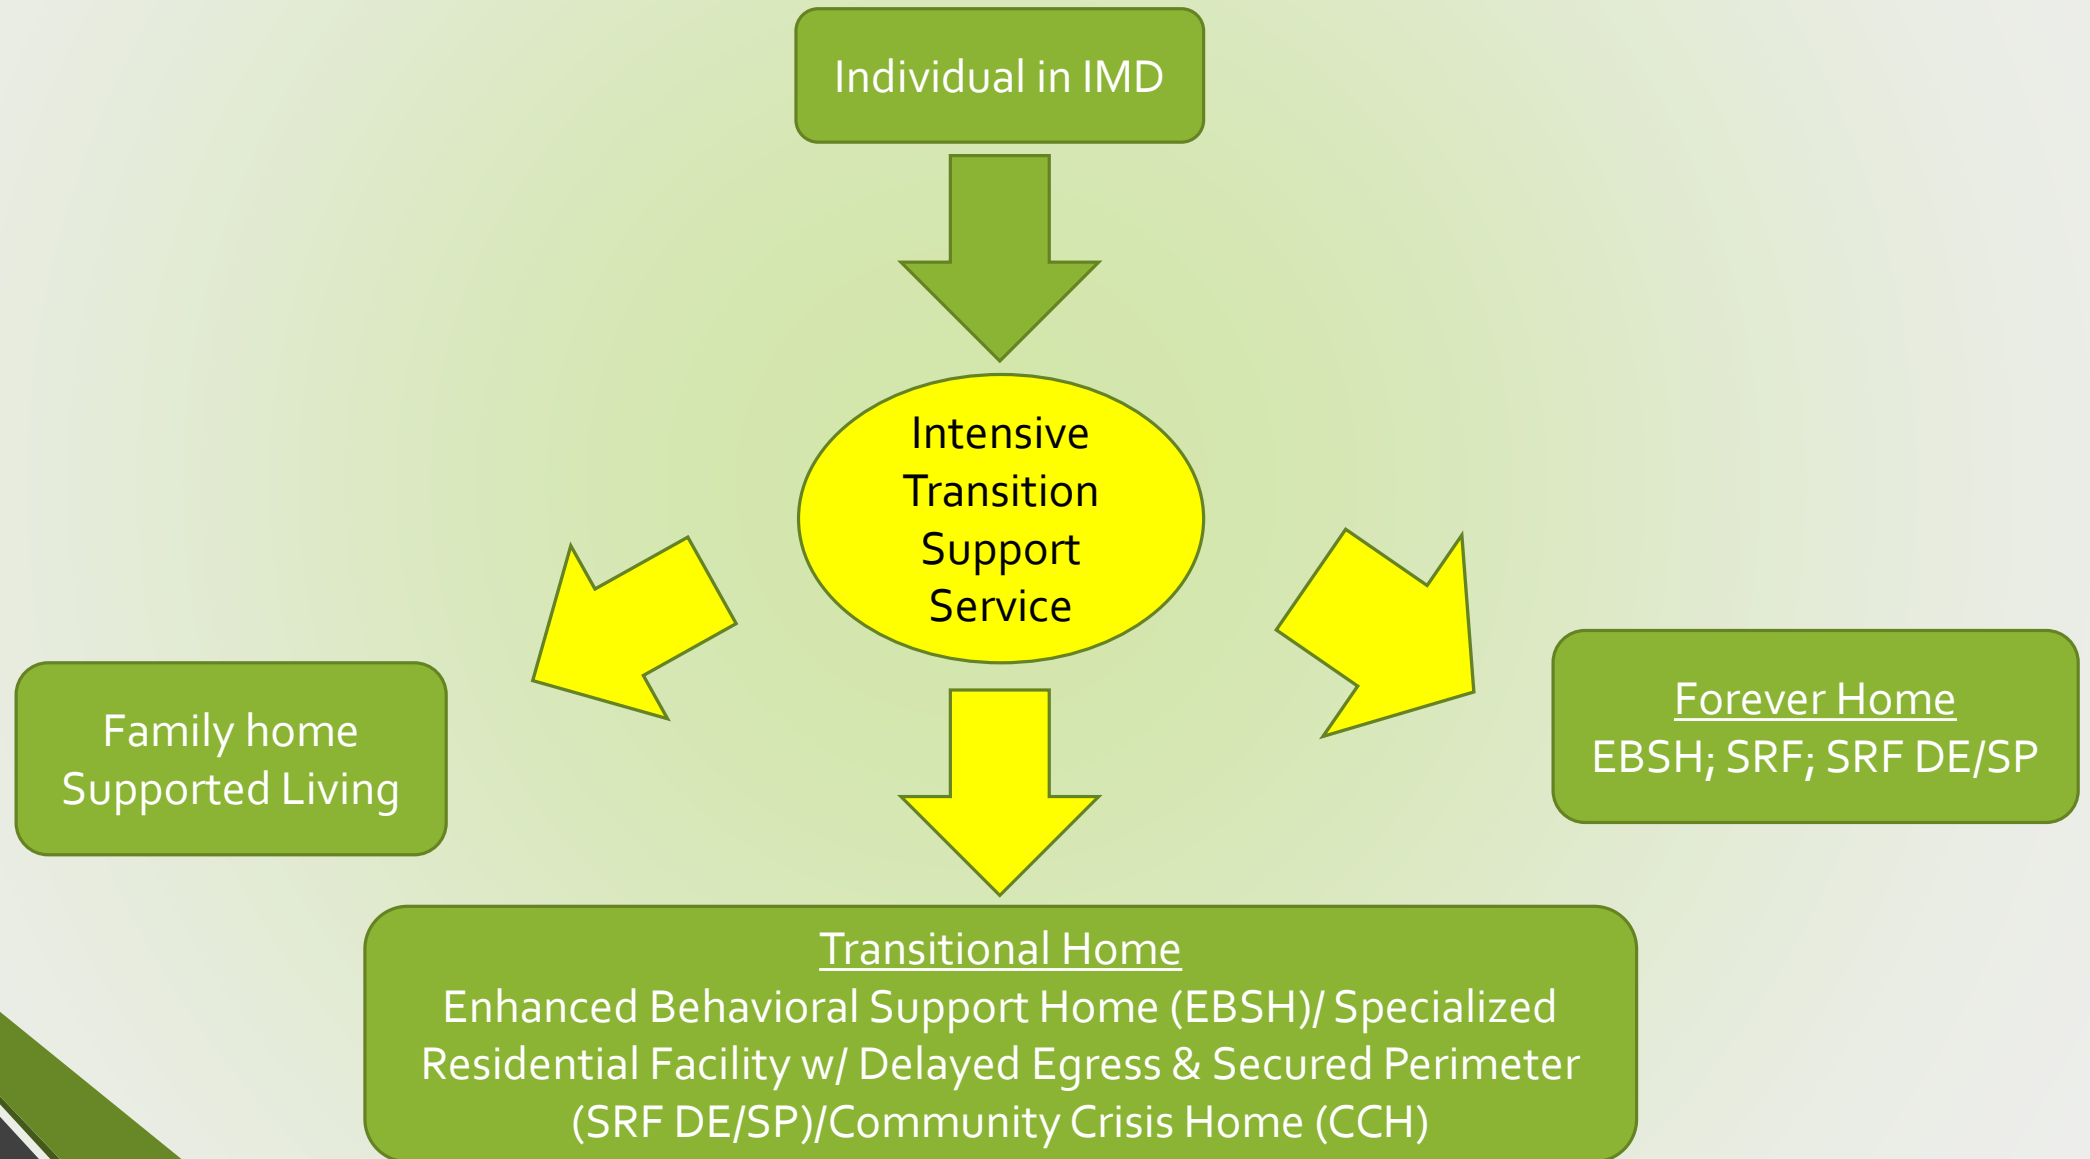 Individual in IMD
Intensive
Transition
Support
Service
Family home
Supported Living
Forever Home
EBSH; SRF; SRF DE/SP
Transitional Home
Enhanced Behavioral Support Home (EBSH)/ Specialized
Residential Facility w/ Delayed Egress & Secured Perimeter
(SRF DE/SP)/Community Crisis Home (CCH)